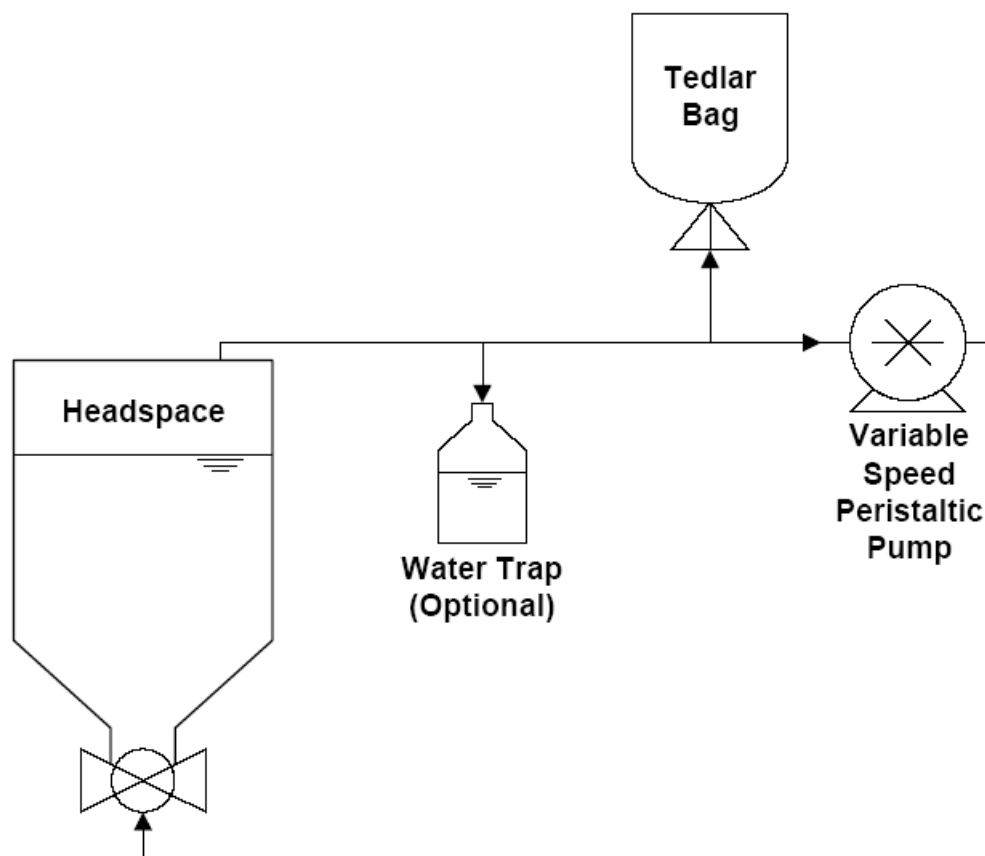 Tedlar
Bag
Headspace
Variable
Speed
Peristaltic
Pump
Water Trap
(Optional)